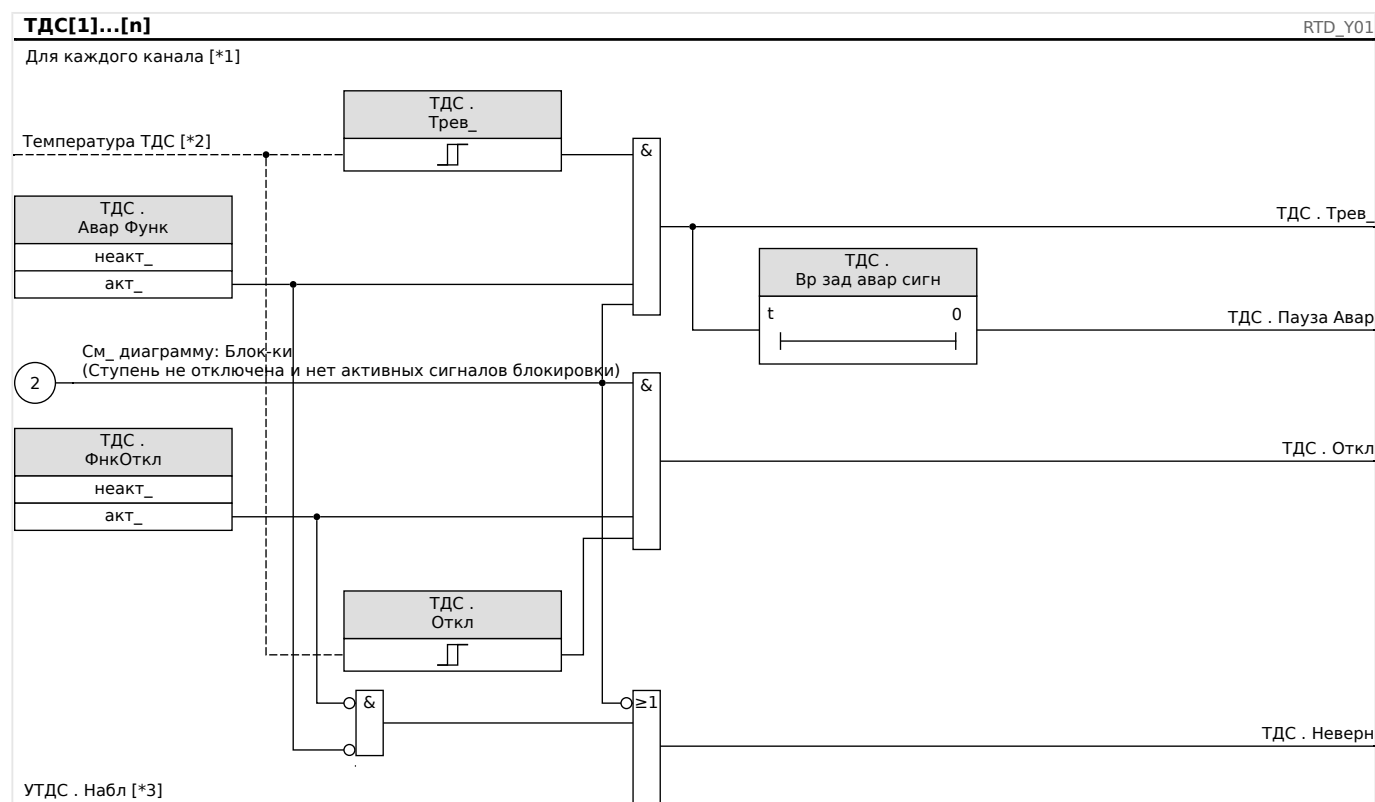 ТДС[1]...[n]
RTD_Y01
Для каждого канала [*1]
ТДС .
Трев_
Температура ТДС [*2]
&
ТДС .
Авар Функ
неакт_
акт_
ТДС . Трев_
ТДС .
Вр зад авар сигн
t 0
ТДС . Пауза Авар
См_ диаграмму: Блок-ки
(Ступень не отключена и нет активных сигналов блокировки)
2
&
ТДС .
ФнкОткл
неакт_
акт_
ТДС . Откл
ТДС .
Откл
&
≥1
ТДС . Неверн
УТДС . Набл [*3]